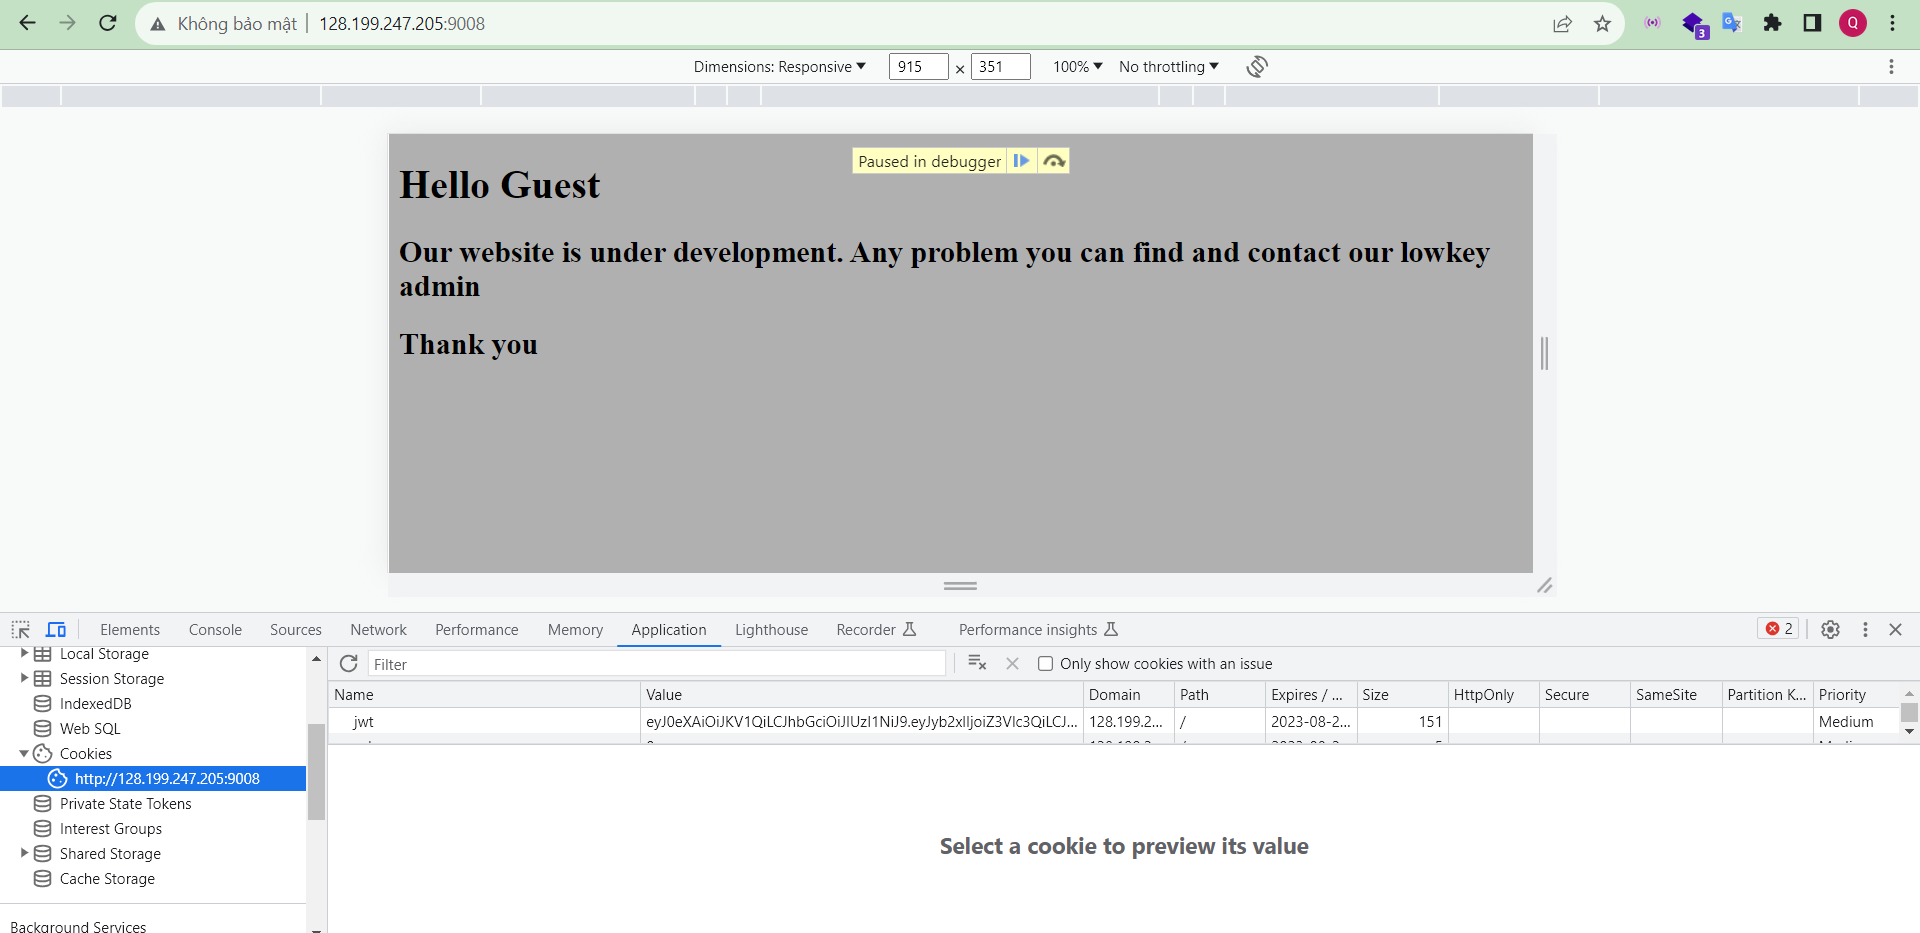 Không bảo mật
128.199.247.205:9008
3
Q
Dimensions: Responsive 915 × 351 100% No throttling
Paused in debugger
Hello Guest
Our website is under development. Any problem you can find and contact our lowkey
admin
Thank you
Elements Console Sources Network Performance Memory Application Lighthouse Recorder Performance insights 2
Local Storage
Session Storage
IndexedDB
Web SQL
Cookies
http://128.199.247.205:9008
Private State Tokens
Interest Groups
Shared Storage
Cache Storage
Background Services
Filter Only show cookies with an issue
Name Value Domain Path Expires / ... Size HttpOnly Secure SameSite Partition K... Priority
jwt eyJ0eXAiOiJKV1QiLCJhbGciOiJIUzI1NiJ9.eyJyb2xlIjoiZ3Vlc3QiLCJ... 128.199.2... / 2023-08-2... 151 Medium
Select a cookie to preview its value